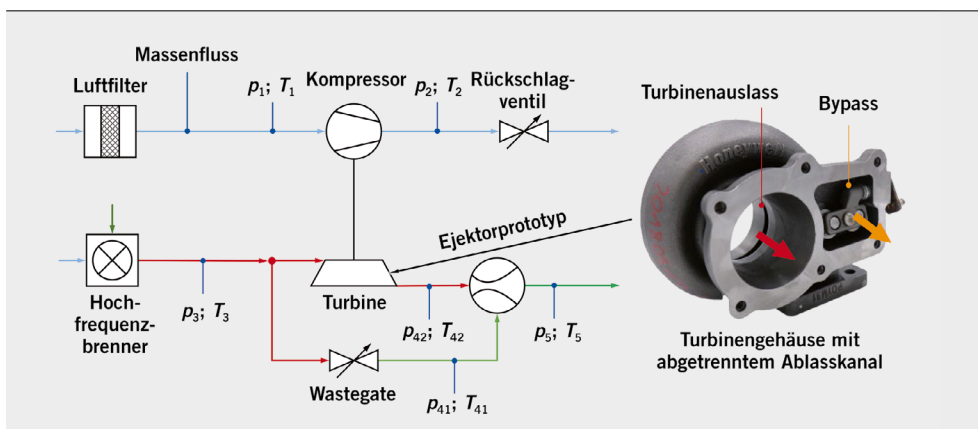 Massenfluss
Luftfilter
p1; T1
Kompressor
p2; T2
Rückschlag-
ventil
Turbinenauslass
Bypass
Honeywell
Ejektorprototyp
Hoch-
frequenz-
brenner
p3; T3
Turbine
p42; T42
p5; T5
Wastegate
p41; T41
Turbinengehäuse mit
abgetrenntem Ablasskanal